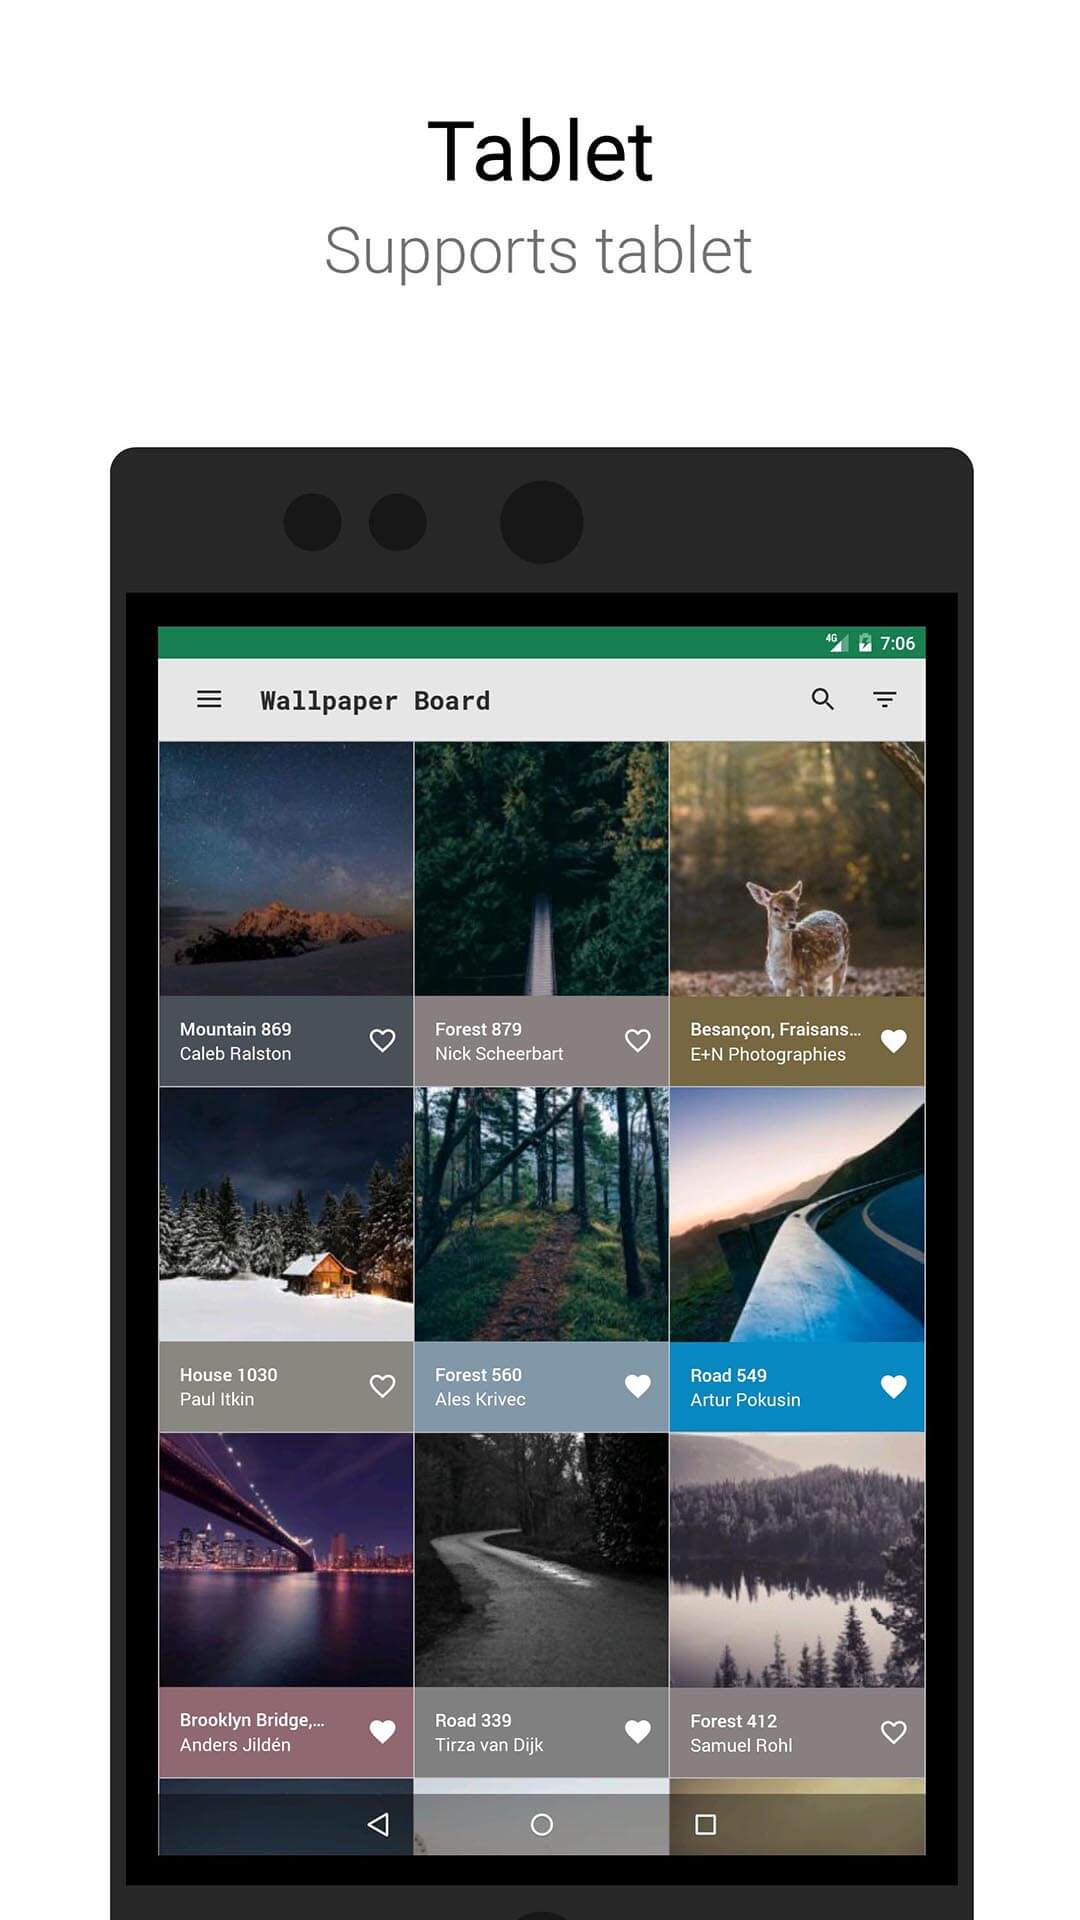 Tablet
Supports tablet
4G 7:06
Wallpaper Board
Mountain 869
Caleb Ralston
Forest 879
Nick Scheerbart
Besançon, Fraisans...
E+N Photographies
House 1030
Paul Itkin
Forest 560
Ales Krivec
Road 549
Artur Pokusin
Brooklyn Bridge,...
Anders Jildén
Road 339
Tirza van Dijk
Forest 412
Samuel Rohl